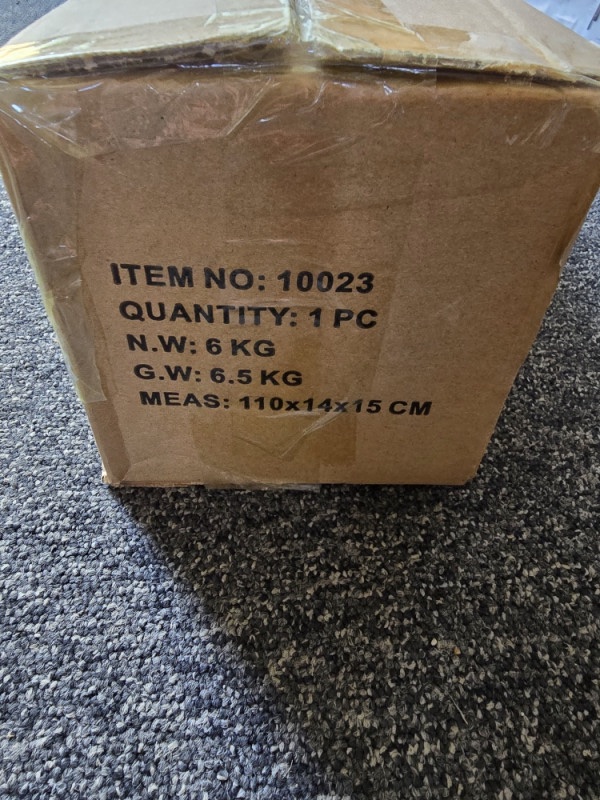 ITEM NO: 10023
QUANTITY: 1 PC
N.W: 6 KG
G.W: 6.5 KG
MEAS: 110x14x15 CM